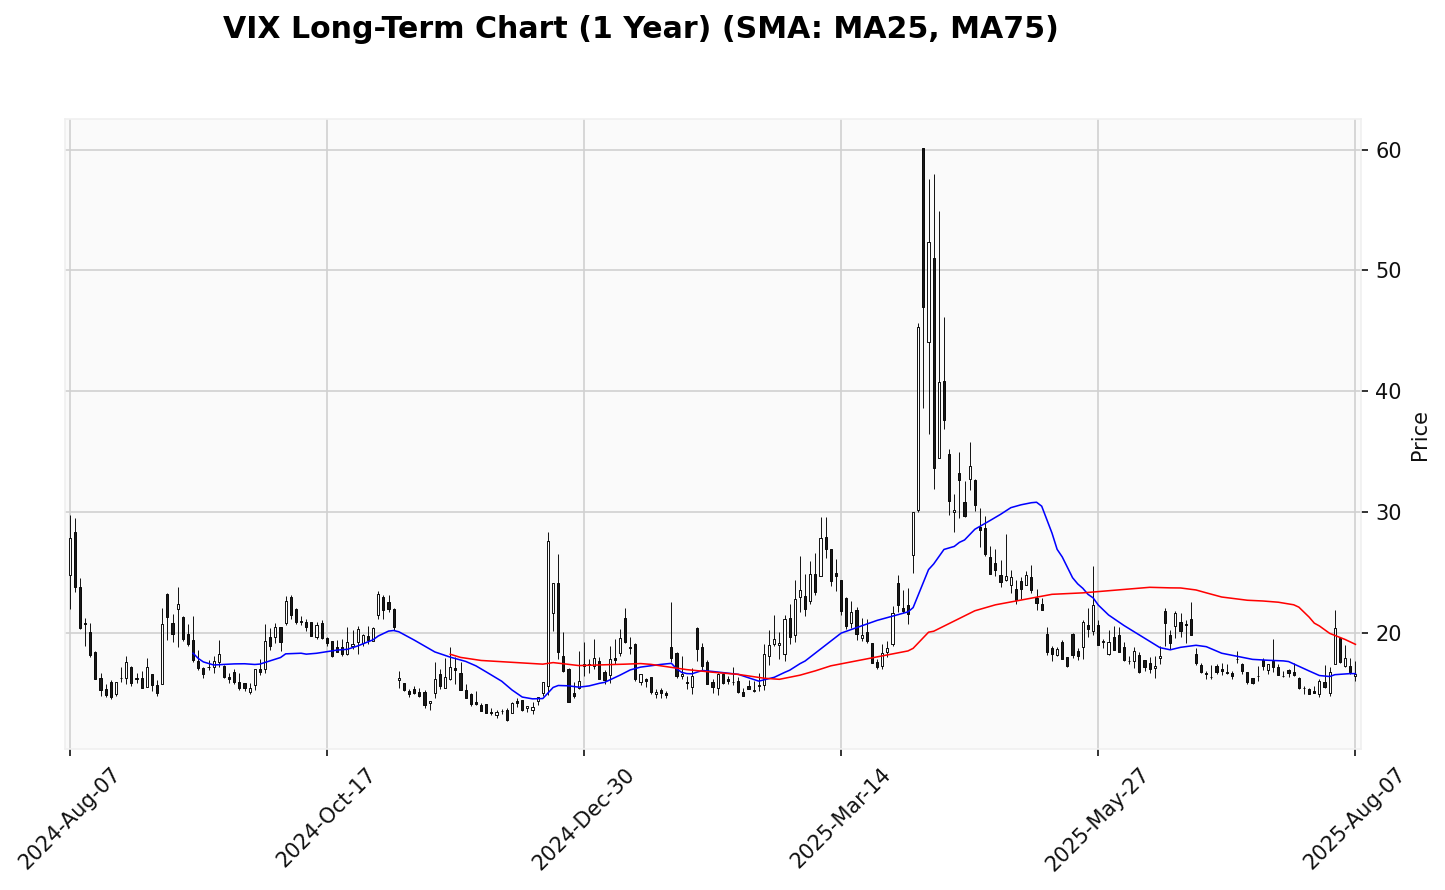 VIX Long-Term Chart (1 Year) (SMA: MA25, MA75)
60
50
40
30
20
Price
2024-Aug-07
2024-Oct-17
2024-Dec-30
2025-Mar-14
2025-May-27
2025-Aug-07